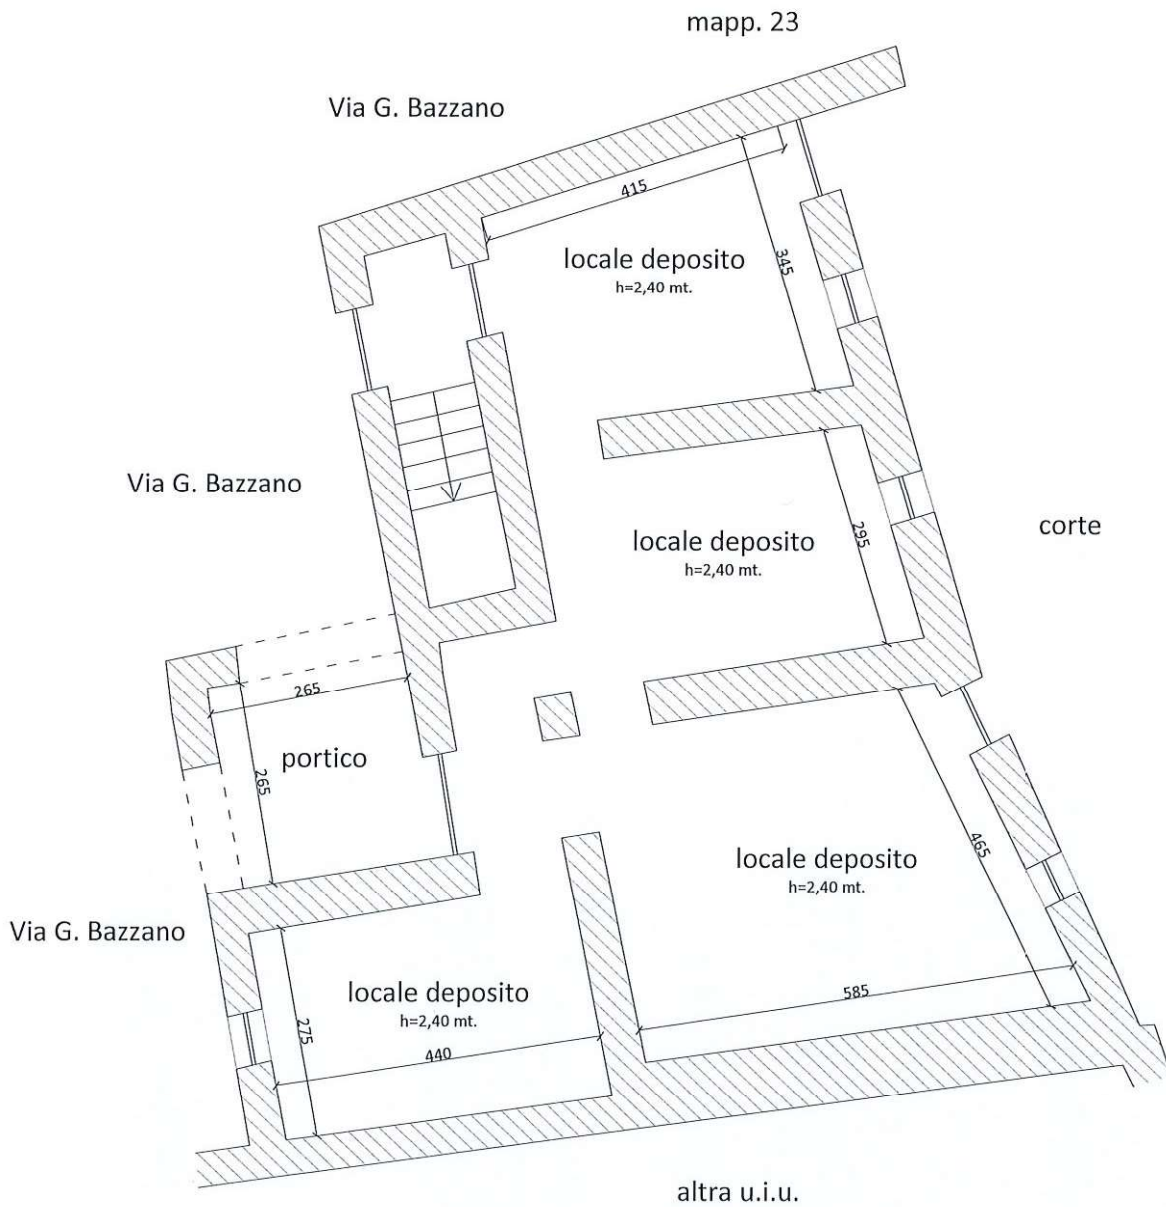 mapp. 23
Via G. Bazzano
415
locale deposito
h=2,40 mt.
345
Via G. Bazzano
locale deposito
h=2,40 mt.
295
corte
265
portico
265
locale deposito
h=2,40 mt.
465
Via G. Bazzano
locale deposito
h=2,40 mt.
275
440
585
altra u.i.u.